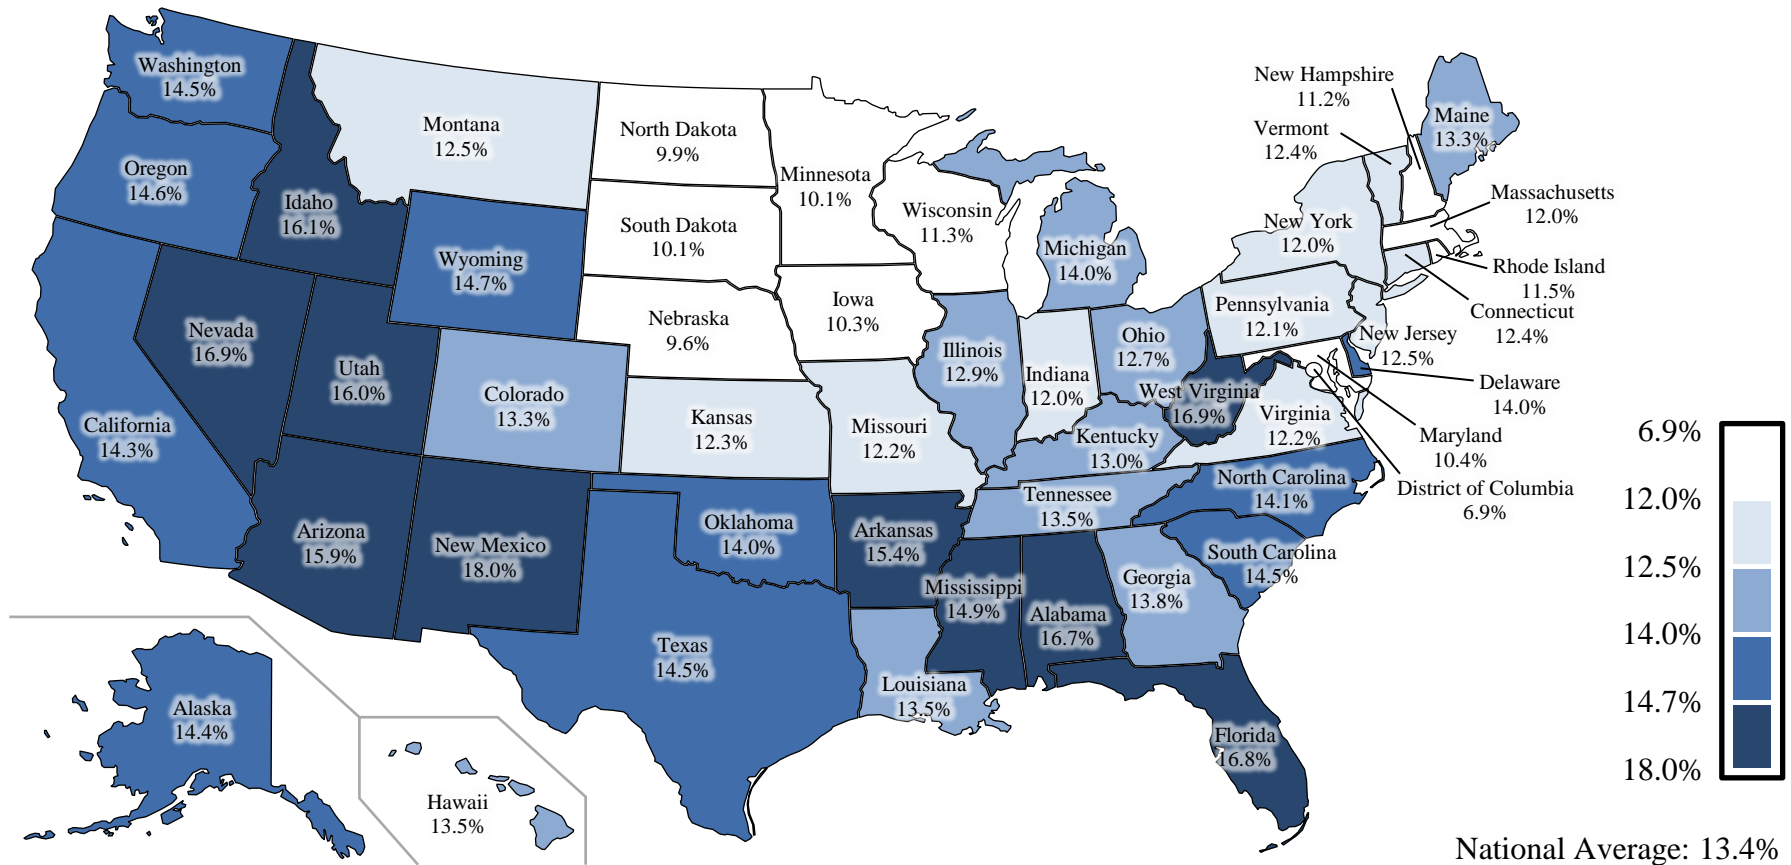 Washington
14.5%
Oregon
14.6%
California
14.3%
Idaho
16.1%
Nevada
16.9%
Utah
16.0%
Arizona
15.9%
Montana
12.5%
Wyoming
14.7%
Colorado
13.3%
New Mexico
18.0%
North Dakota
9.9%
South Dakota
10.1%
Nebraska
9.6%
Kansas
12.3%
Oklahoma
14.0%
Texas
14.5%
Minnesota
10.1%
Iowa
10.3%
Missouri
12.2%
Arkansas
15.4%
Louisiana
13.5%
Wisconsin
11.3%
Illinois
12.9%
Michigan
14.0%
Indiana
12.0%
Ohio
12.7%
Kentucky
13.0%
Tennessee
13.5%
Mississippi
14.9%
Alabama
16.7%
Georgia
13.8%
Florida
16.8%
South Carolina
14.5%
North Carolina
14.1%
Virginia
12.2%
West Virginia
16.9%
Pennsylvania
12.1%
New York
12.0%
New Hampshire
11.2%
Vermont
12.4%
Maine
13.3%
Massachusetts
12.0%
Rhode Island
11.5%
Connecticut
12.4%
New Jersey
12.5%
Delaware
14.0%
Maryland
10.4%
District of Columbia
6.9%
Alaska
14.4%
Hawaii
13.5%
6.9%
12.0%
12.5%
14.0%
14.7%
18.0%
National Average: 13.4%